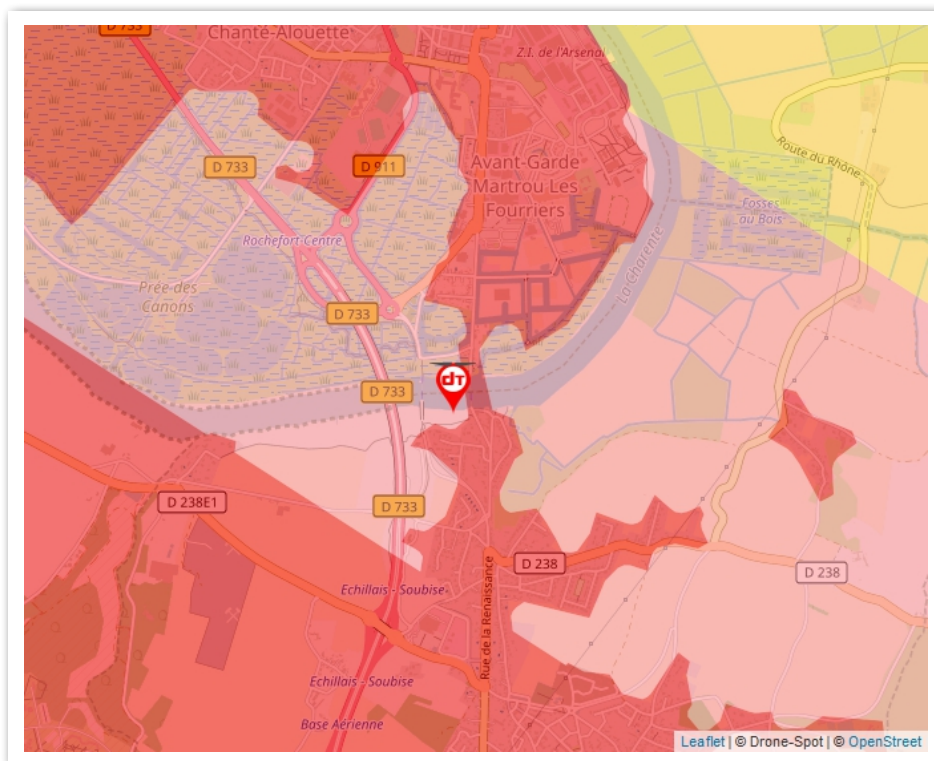 D 733
Chante-Alouette
Z.I. de l'Arsenal
D 733
D 911
Avant-Garde
Martrou Les
Fourriers
Route du Rhône
Fosses
au Bois
Rochefort-Centre
La Charente
Prée des
Canons
D 733
dT
D 733
D 238E1
D 733
D 238
D 238
Echillais - Soubise
Rue de la Renaissance
Echillais - Soubise
Base Aérienne
Leaflet | © Drone-Spot | © OpenStreet